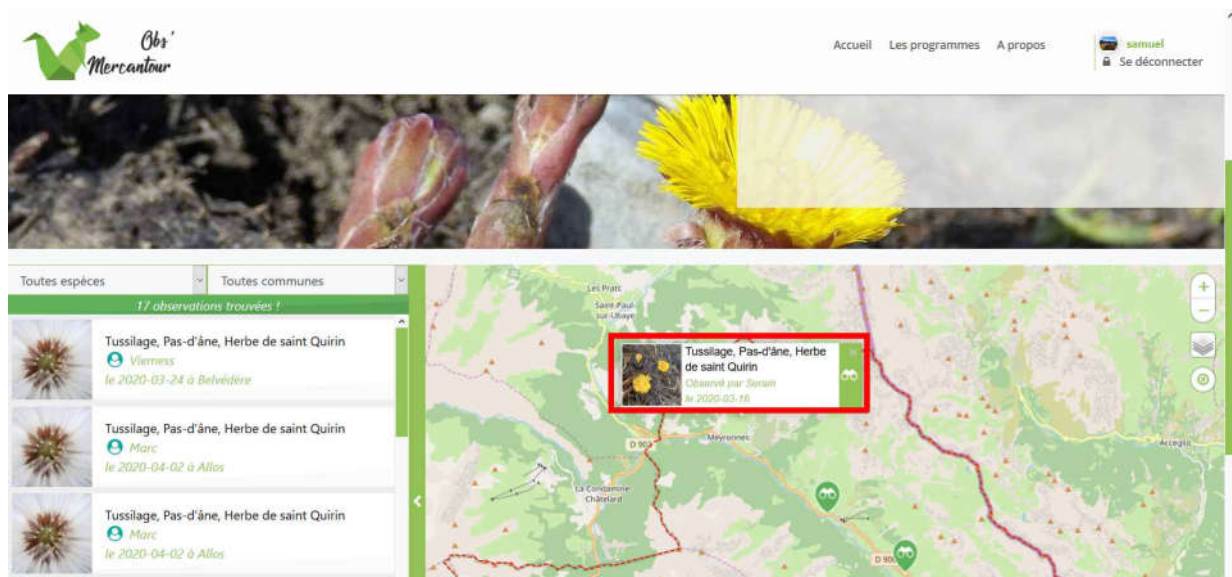 Obs'
Mercantour
Accueil Les programmes A propos
samuel
Se déconnecter
Toutes espèces
Toutes communes
17 observations trouvées !
Tussilage, Pas-d'âne, Herbe de saint Quirin
Vierness
le 2020-03-24 à Belvédère
Tussilage, Pas-d'âne, Herbe de saint Quirin
Marc
le 2020-04-02 à Allos
Tussilage, Pas-d'âne, Herbe de saint Quirin
Marc
le 2020-04-02 à Allos
Les Prats
Saint-Paul-
sur-Ubaye
Tussilage, Pas-d'âne, Herbe
de saint Quirin
Observé par
le 2020-03-16
D 902
Meyronnes
Acceglio
La Condamine-
Châtelard
D 900
+
−